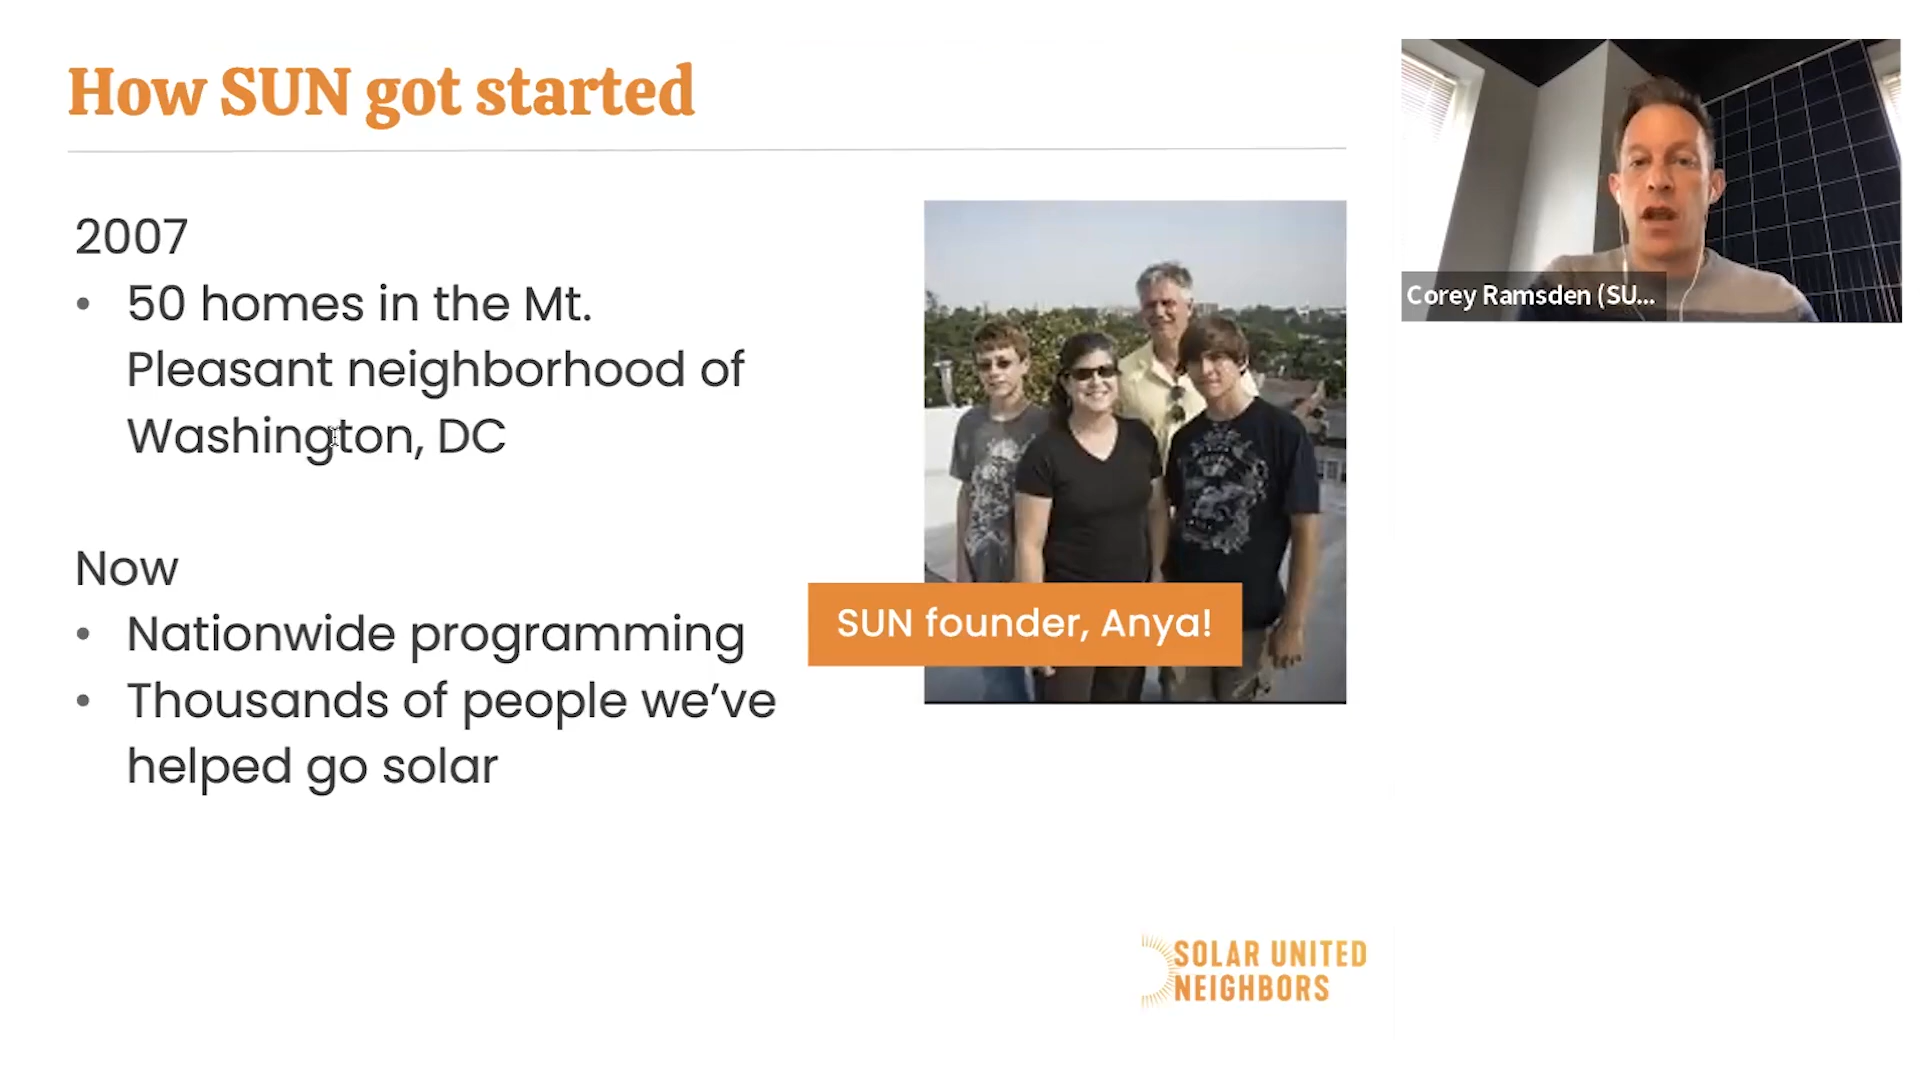 How SUN got started
2007
• 50 homes in the Mt.
Pleasant neighborhood of
Washington, DC
Now
• Nationwide programming
• Thousands of people we’ve
helped go solar
SUN founder, Anya!
SOLAR UNITED
NEIGHBORS
Corey Ramsden (SU...